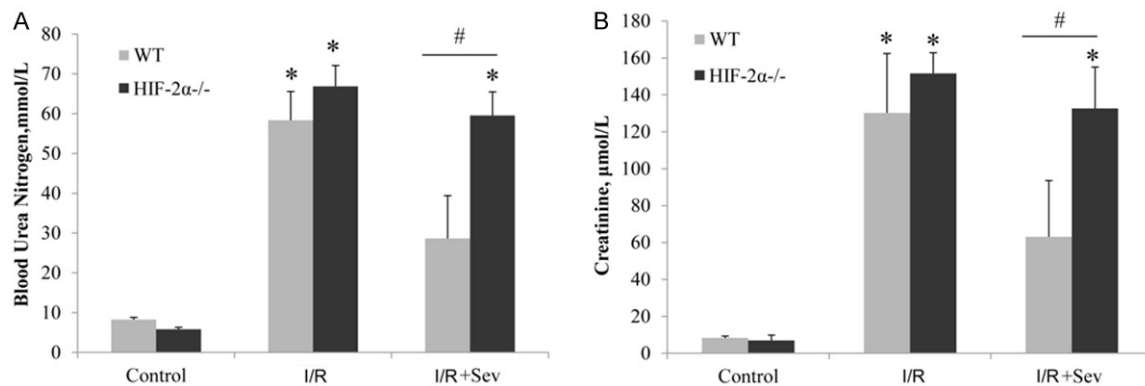 A
Blood Urea Nitrogen,mmol/L
80
70
60
50
40
30
20
10
0
WT
HIF-2α-/-
*
*
#
*
Control
I/R
I/R+Sev
B
Creatinine, µmol/L
180
160
140
120
100
80
60
40
20
0
WT
HIF-2α-/-
*
*
#
*
Control
I/R
I/R+Sev